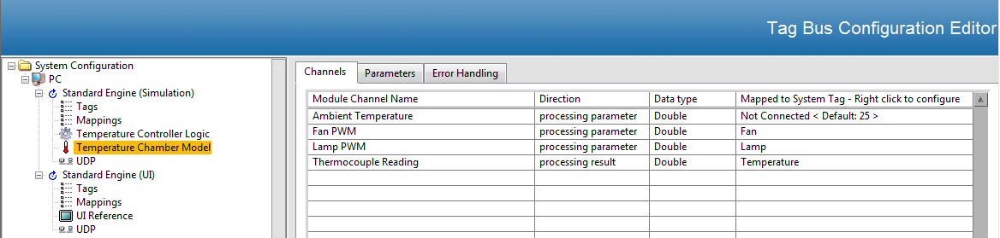 Tag Bus Configuration Editor
System Configuration
PC
Standard Engine (Simulation)
Tags
Mappings
Temperature Controller Logic
Temperature Chamber Model
UDP
Standard Engine (UI)
Tags
Mappings
UI Reference
UDP
Channels Parameters Error Handling
Module Channel Name Direction Data type Mapped to System Tag - Right click to configure
Ambient Temperature processing parameter Double Not Connected < Default: 25 >
Fan PWM processing parameter Double Fan
Lamp PWM processing parameter Double Lamp
Thermocouple Reading processing result Double Temperature